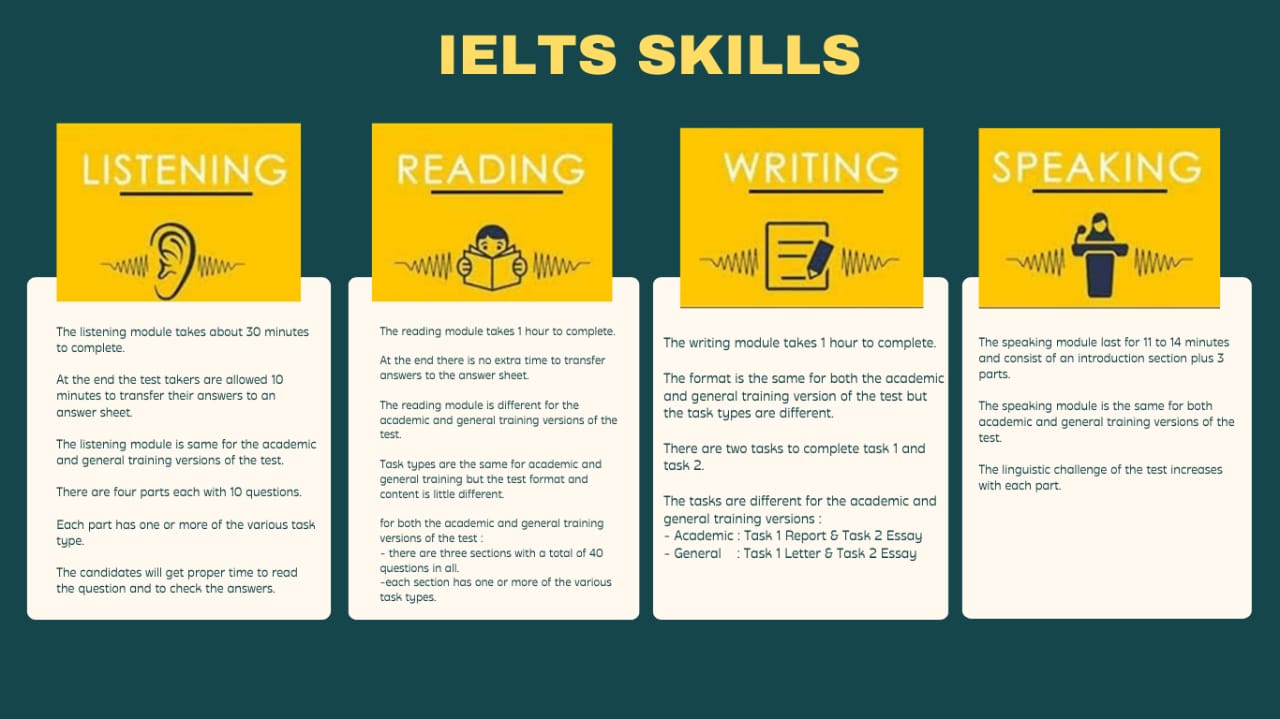 IELTS SKILLS
LISTENING
The listening module takes about 30 minutes
to complete.
At the end the test takers are allowed 10
minutes to transfer their answers to an
answer sheet.
The listening module is same for the academic
and general training versions of the test.
There are four parts each with 10 questions.
Each part has one or more of the various task
type.
The candidates will get proper time to read
the question and to check the answers.
READING
The reading module takes 1 hour to complete.
At the end there is no extra time to transfer
answers to the answer sheet.
The reading module is different for the
academic and general training versions of the
test.
Task types are the same for academic and
general training but the test format and
content is little different.
for both the academic and general training
versions of the test :
- there are three sections with a total of 40
questions in all.
-each section has one or more of the various
task types.
WRITING
The writing module takes 1 hour to complete.
The format is the same for both the academic
and general training version of the test but
the task types are different.
There are two tasks to complete task 1 and
task 2.
The tasks are different for the academic and
general training versions :
- Academic : Task 1 Report & Task 2 Essay
- General : Task 1 Letter & Task 2 Essay
SPEAKING
The speaking module last for 11 to 14 minutes
and consist of an introduction section plus 3
parts.
The speaking module is the same for both
academic and general training versions of the
test.
The linguistic challenge of the test increases
with each part.